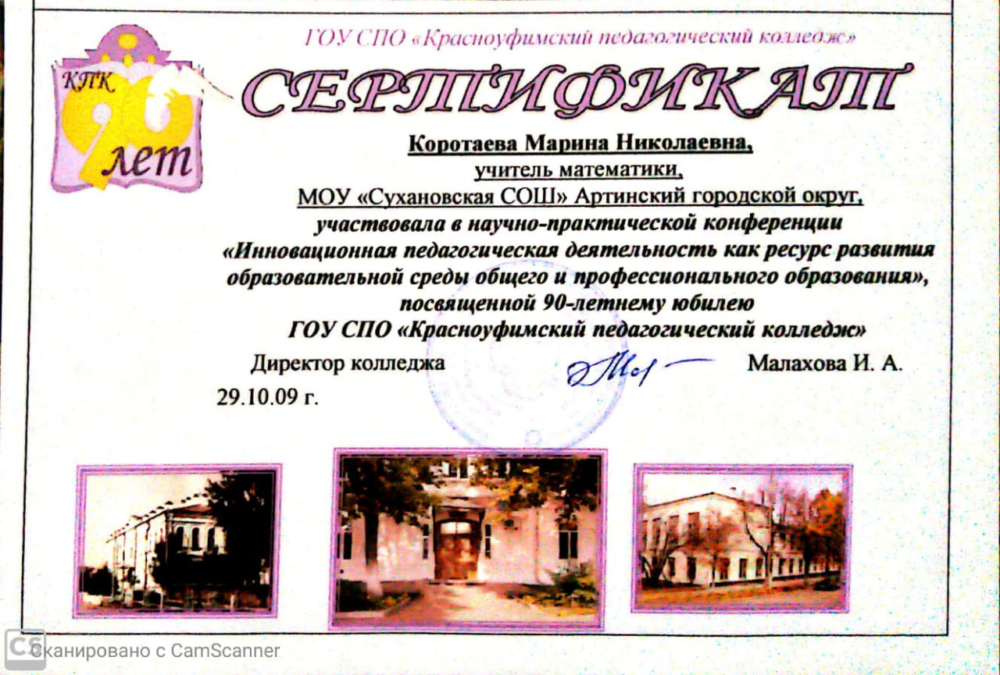 ГОУ СПО «Красноуфимский педагогический колледж»
КПК
90
лет
СЕРТИФИКАТ
Коротаева Марина Николаевна,
учитель математики,
МОУ «Сухановская СОШ» Артинский городской округ,
участвовала в научно-практической конференции
«Инновационная педагогическая деятельность как ресурс развития
образовательной среды общего и профессионального образования»,
посвященной 90-летнему юбилею
ГОУ СПО «Красноуфимский педагогический колледж»
Директор колледжа Малахова И. А.
29.10.09 г.
CS Сканировано с CamScanner